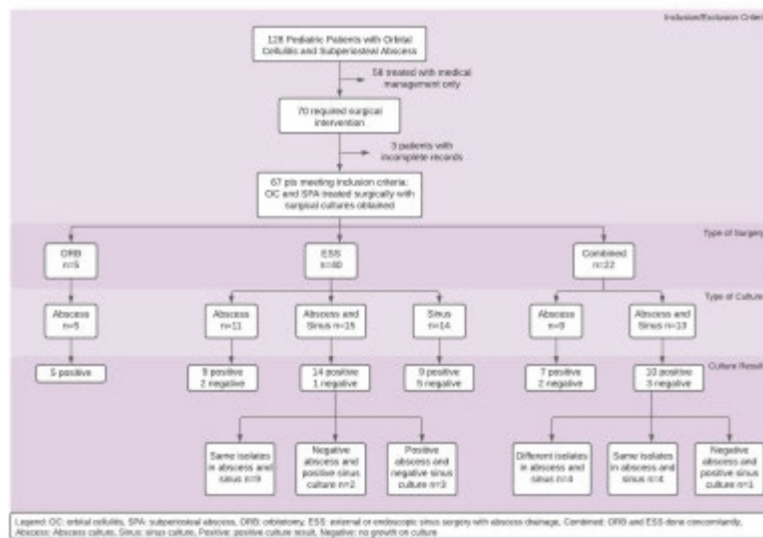 Inclusion/Exclusion Criteri
128 Pediatric Patients with Orbital
Cellulitis and Subperiosteal Abscess
58 treated with medical
management only
70 required surgical
intervention
3 patients with
incomplete records
67 pts meeting inclusion criteria:
OC and SPA treated surgically with
surgical cultures obtained
Type of Surgery
ORB
n=5
ESS
n=40
Combined
n=22
Type of Culture
Abscess
n=5
Abscess
n=11
Abscess and
Sinus n=15
Sinus
n=14
Abscess
n=9
Abscess and
Sinus n=13
Culture Result
5 positive
9 positive
2 negative
14 positive
1 negative
9 positive
5 negative
7 positive
2 negative
10 positive
3 negative
Same isolates
in abscess and
sinus n=9
Negative
abscess and
positive sinus
culture n=2
Positive
abscess and
negative sinus
culture n=3
Different isolates
in abscess and
sinus n=4
Same isolates
in abscess and
sinus n=4
Negative
abscess and
positive sinus
culture n=1
Legend: OC: orbital cellulitis, SPA: subperiosteal abscess, ORB: orbitotomy, ESS: external or endoscopic sinus surgery with abscess drainage, Combined: ORB and ESS done concomitantly,
Abscess: Abscess culture, Sinus: sinus culture, Positive: positive culture result, Negative: no growth on culture